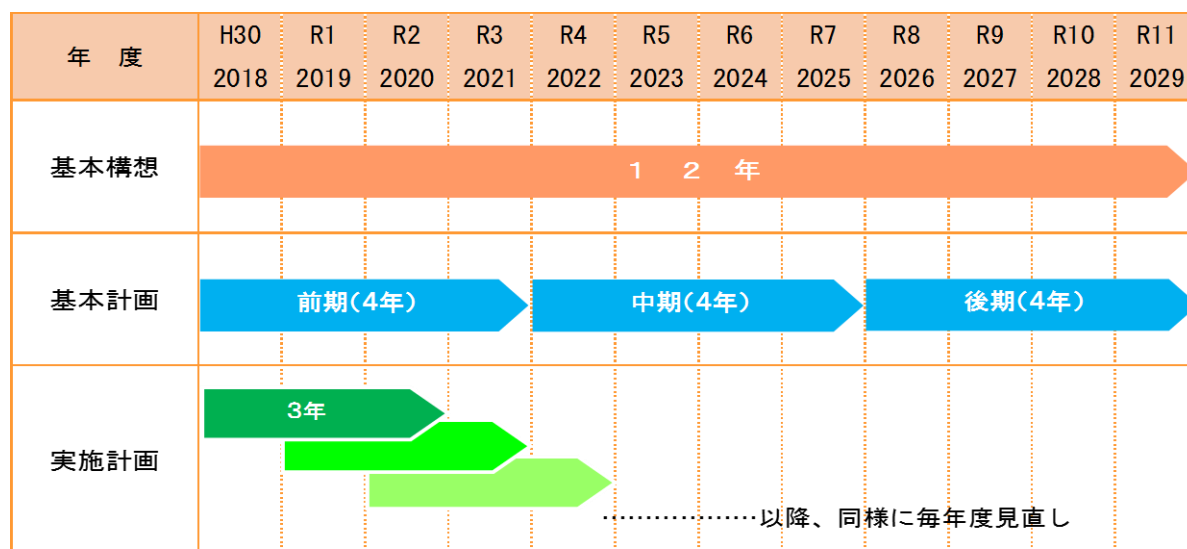 年 度
H30 R1 R2 R3 R4 R5 R6 R7 R8 R9 R10 R11
2018 2019 2020 2021 2022 2023 2024 2025 2026 2027 2028 2029
基本構想
１ ２ 年
基本計画
前期(4年) 中期(4年) 後期(4年)
実施計画
3年
………………以降、同様に毎年度見直し